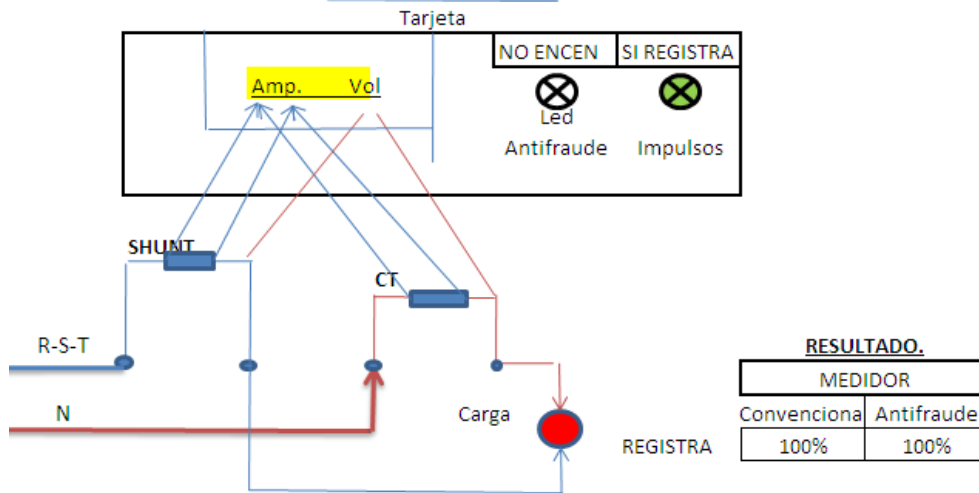 Tarjeta
NO ENCEN SI REGISTRA
Amp. Vol
Led
Antifraude Impulsos
SHUNT
CT
R-S-T
RESULTADO.
MEDIDOR
N
Carga
Convenciona Antifraude
REGISTRA 100% 100%